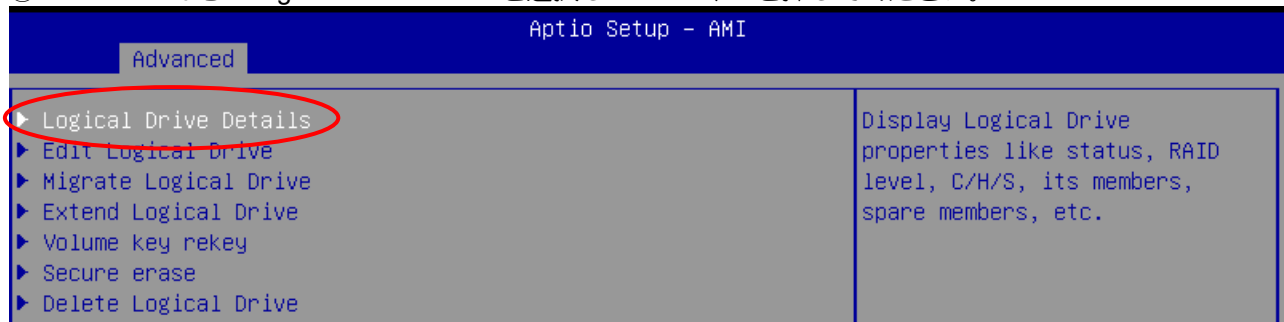 Aptio Setup – AMI
Advanced
▶ Logical Drive Details
▶ Edit Logical Drive
▶ Migrate Logical Drive
▶ Extend Logical Drive
▶ Volume key rekey
▶ Secure erase
▶ Delete Logical Drive
Display Logical Drive
properties like status, RAID
level, C/H/S, its members,
spare members, etc.